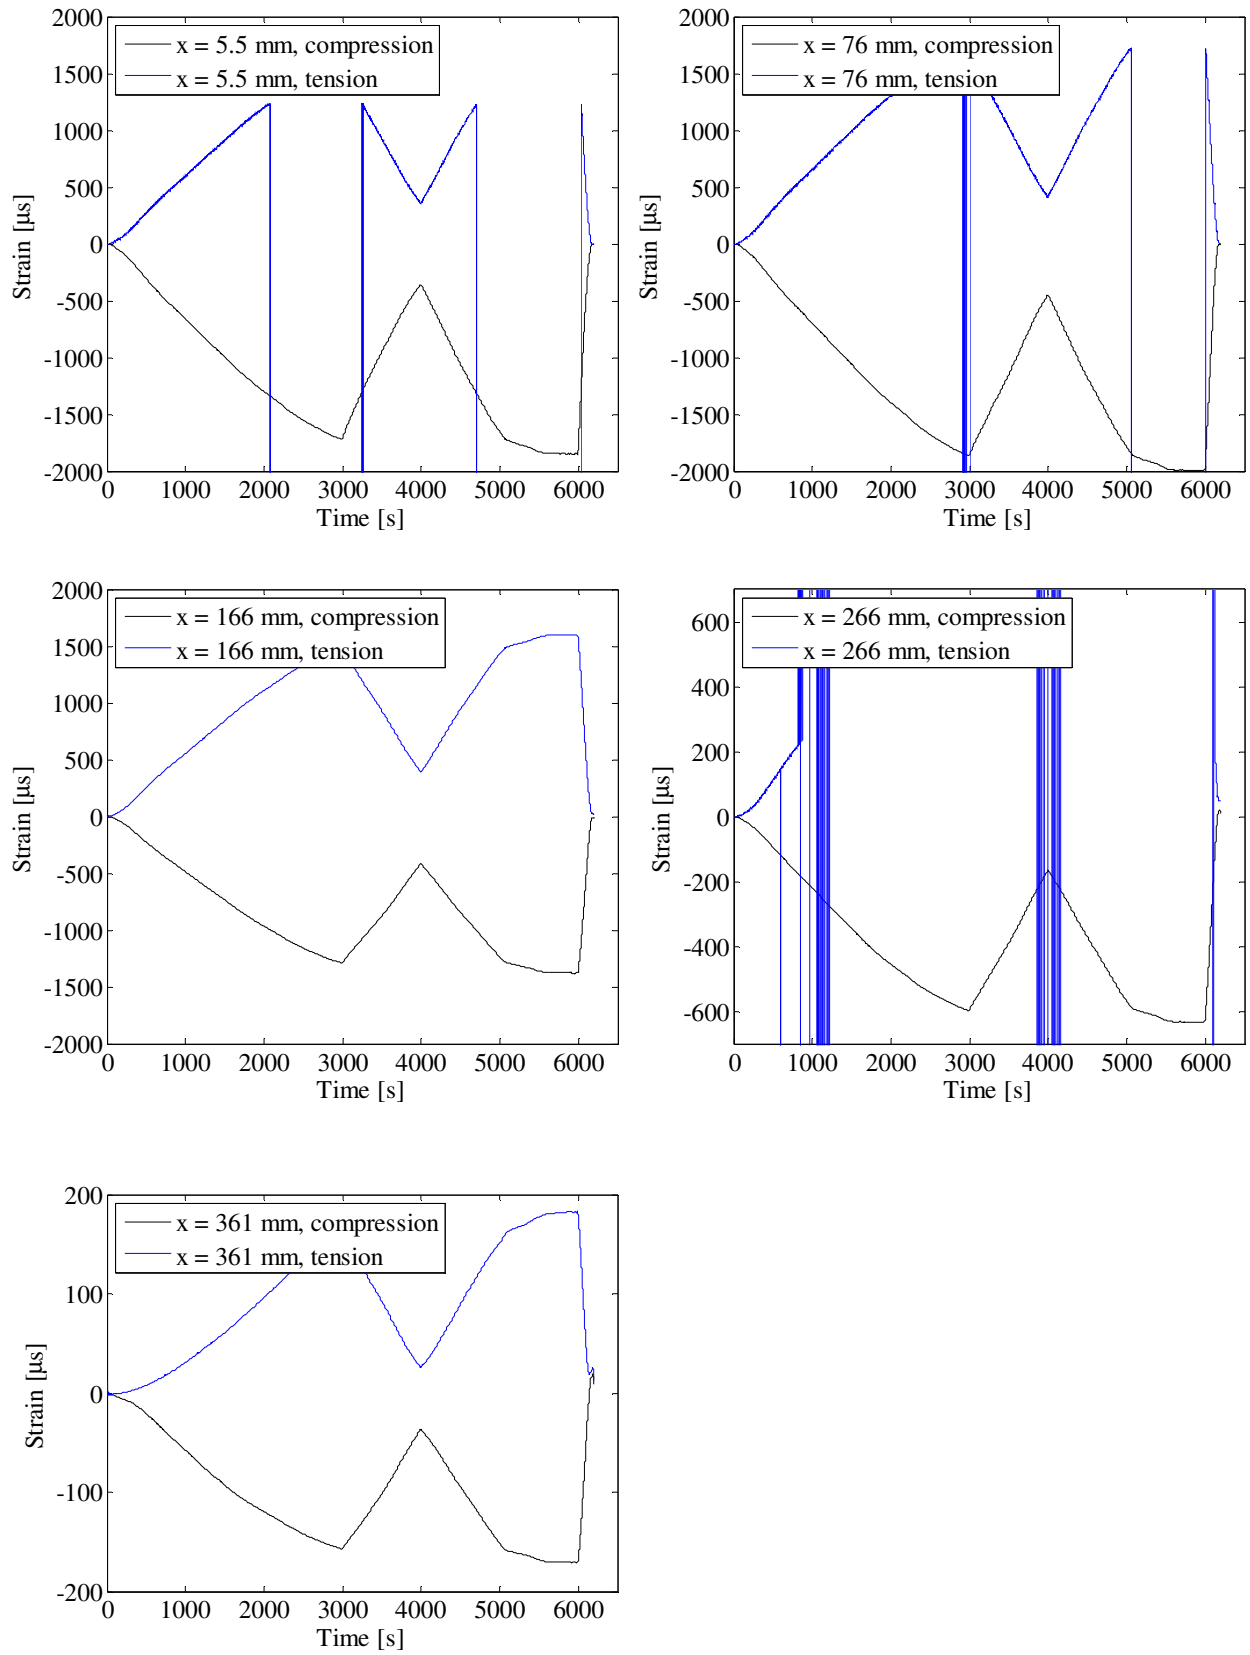 2000
1500
1000
500
0
-500
-1000
-1500
-2000
Strain [µs]
x = 5.5 mm, compression
x = 5.5 mm, tension
0 1000 2000 3000 4000 5000 6000
Time [s]
2000
1500
1000
500
0
-500
-1000
-1500
-2000
Strain [µs]
x = 76 mm, compression
x = 76 mm, tension
0 1000 2000 3000 4000 5000 6000
Time [s]
2000
1500
1000
500
0
-500
-1000
-1500
-2000
Strain [µs]
x = 166 mm, compression
x = 166 mm, tension
0 1000 2000 3000 4000 5000 6000
Time [s]
600
400
200
0
-200
-400
-600
Strain [µs]
x = 266 mm, compression
x = 266 mm, tension
0 1000 2000 3000 4000 5000 6000
Time [s]
200
100
0
-100
-200
Strain [µs]
x = 361 mm, compression
x = 361 mm, tension
0 1000 2000 3000 4000 5000 6000
Time [s]